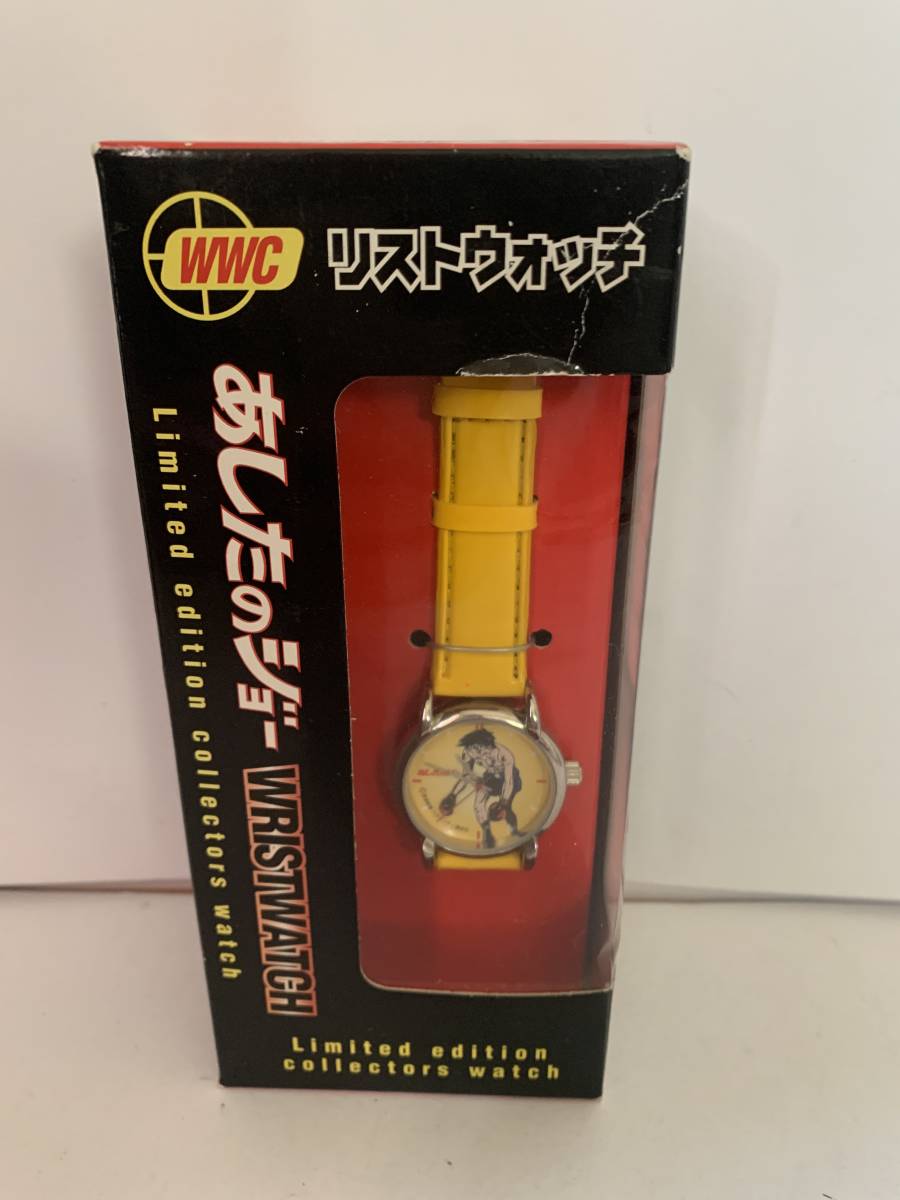 WWC
リストウォッチ
あしたのジョー WRISTWATCH
Limited edition collectors watch
Limited edition
collectors watch